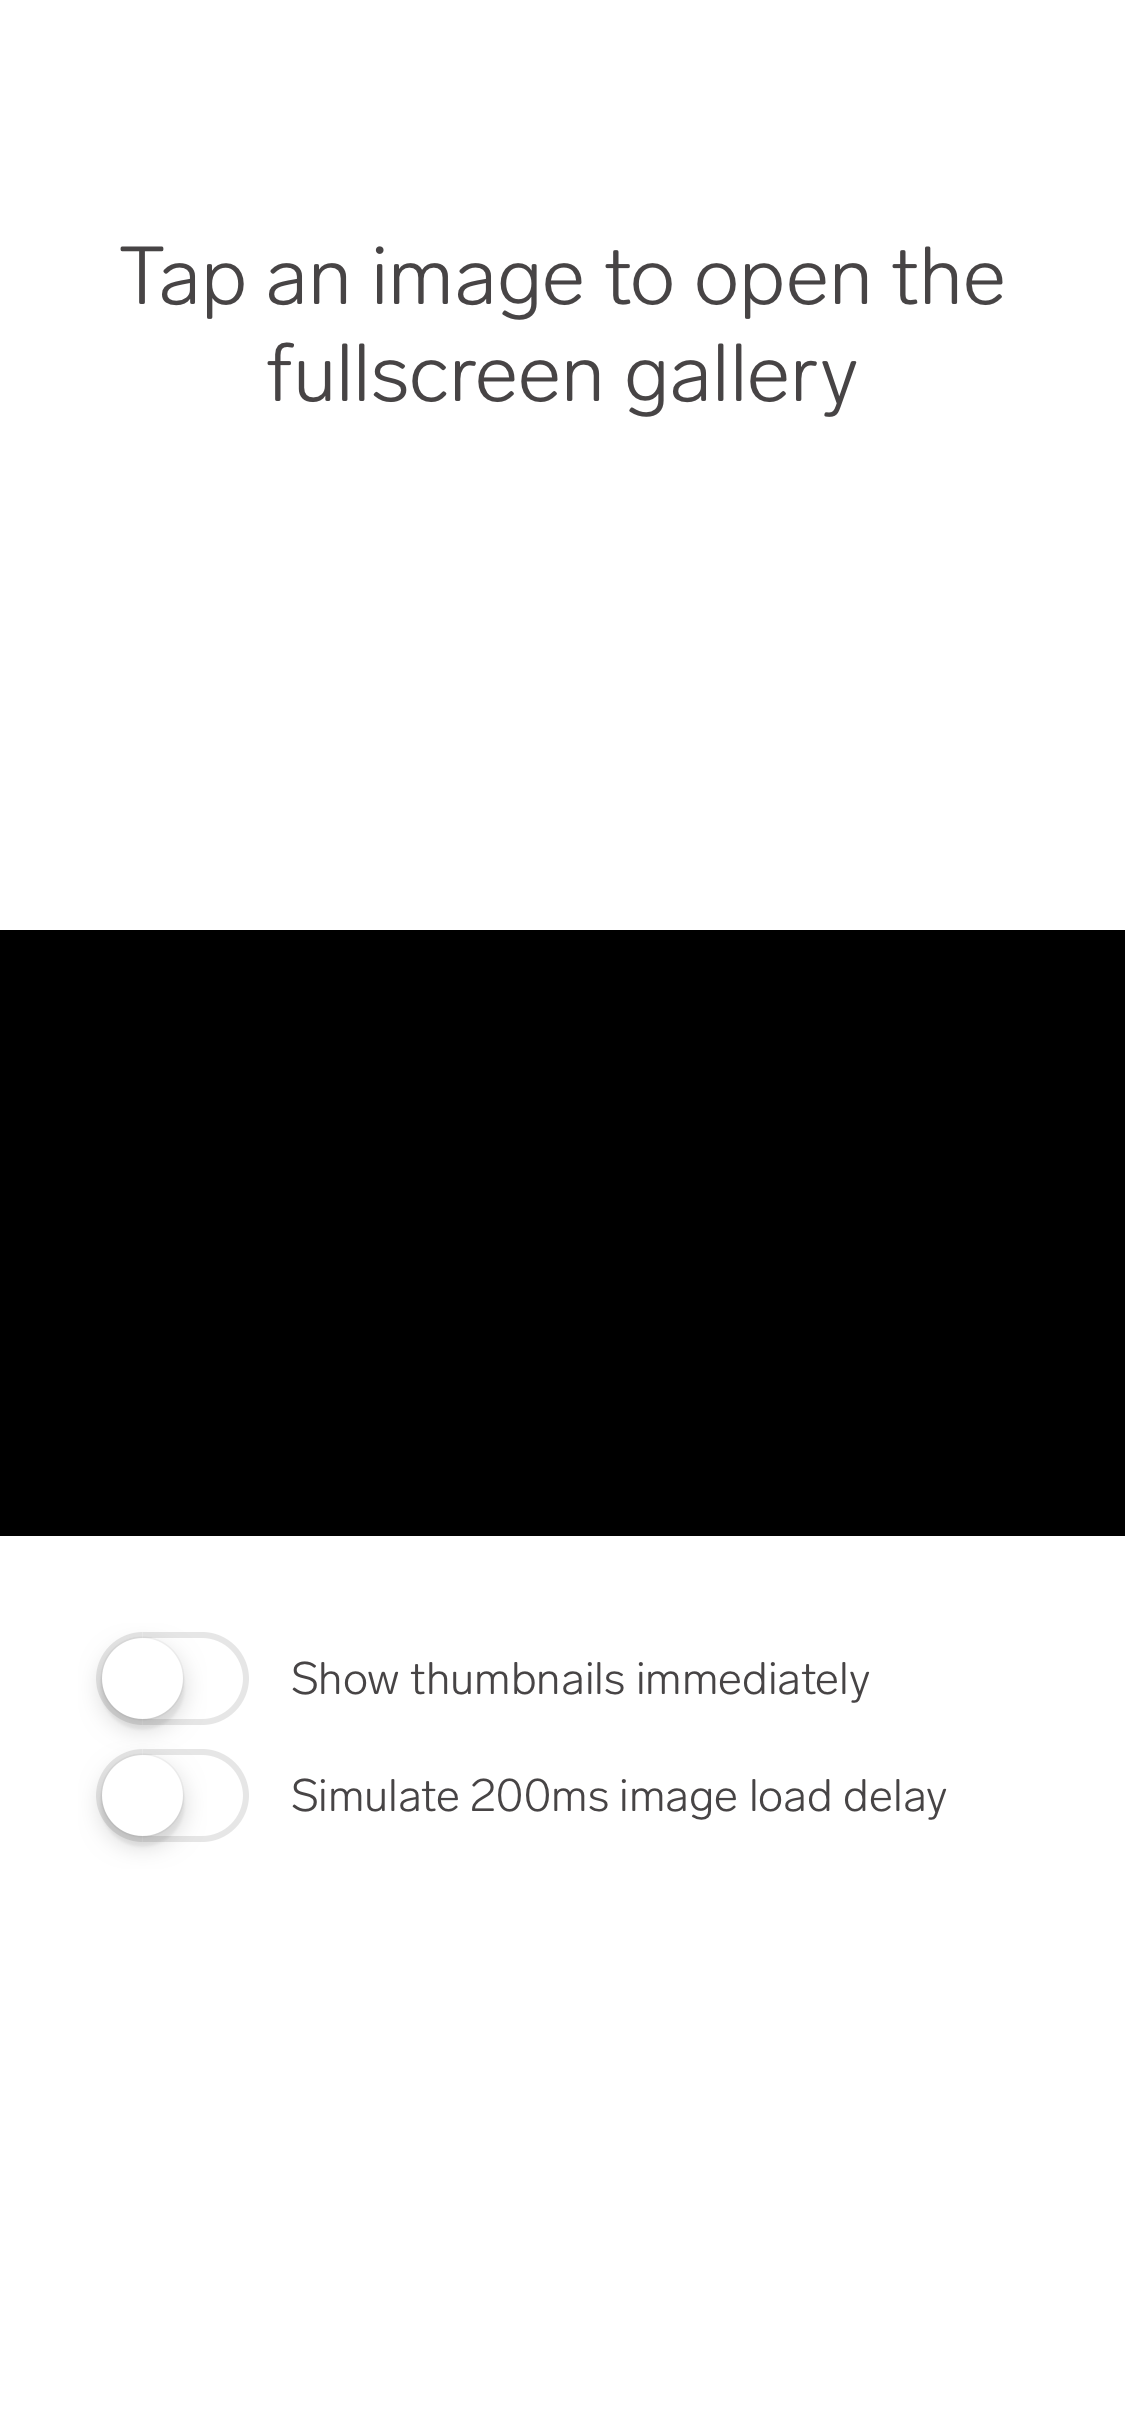 Tap an image to open the
fullscreen gallery
Show thumbnails immediately
Simulate 200ms image load delay